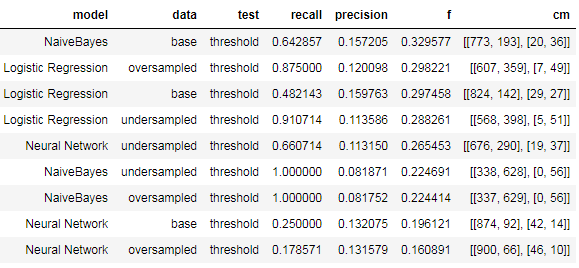 model data test recall precision f cm
NaiveBayes base threshold 0.642857 0.157205 0.329577 [[773, 193], [20, 36]]
Logistic Regression oversampled threshold 0.875000 0.120098 0.298221 [[607, 359], [7, 49]]
Logistic Regression base threshold 0.482143 0.159763 0.297458 [[824, 142], [29, 27]]
Logistic Regression undersampled threshold 0.910714 0.113586 0.288261 [[568, 398], [5, 51]]
Neural Network undersampled threshold 0.660714 0.113150 0.265453 [[676, 290], [19, 37]]
NaiveBayes undersampled threshold 1.000000 0.081871 0.224691 [[338, 628], [0, 56]]
NaiveBayes oversampled threshold 1.000000 0.081752 0.224414 [[337, 629], [0, 56]]
Neural Network base threshold 0.250000 0.132075 0.196121 [[874, 92], [42, 14]]
Neural Network oversampled threshold 0.178571 0.131579 0.160891 [[900, 66], [46, 10]]